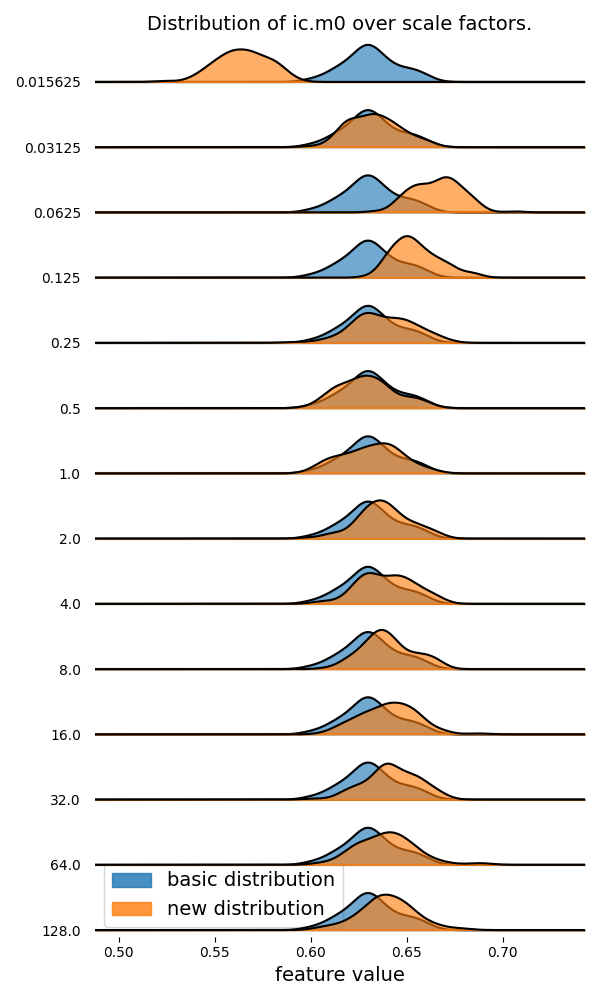 Distribution of ic.m0 over scale factors.
0.015625
0.03125
0.0625
0.125
0.25
0.5
1.0
2.0
4.0
8.0
16.0
32.0
64.0
basic distribution
new distribution
128.0
0.50 0.55 0.60 0.65 0.70
feature value